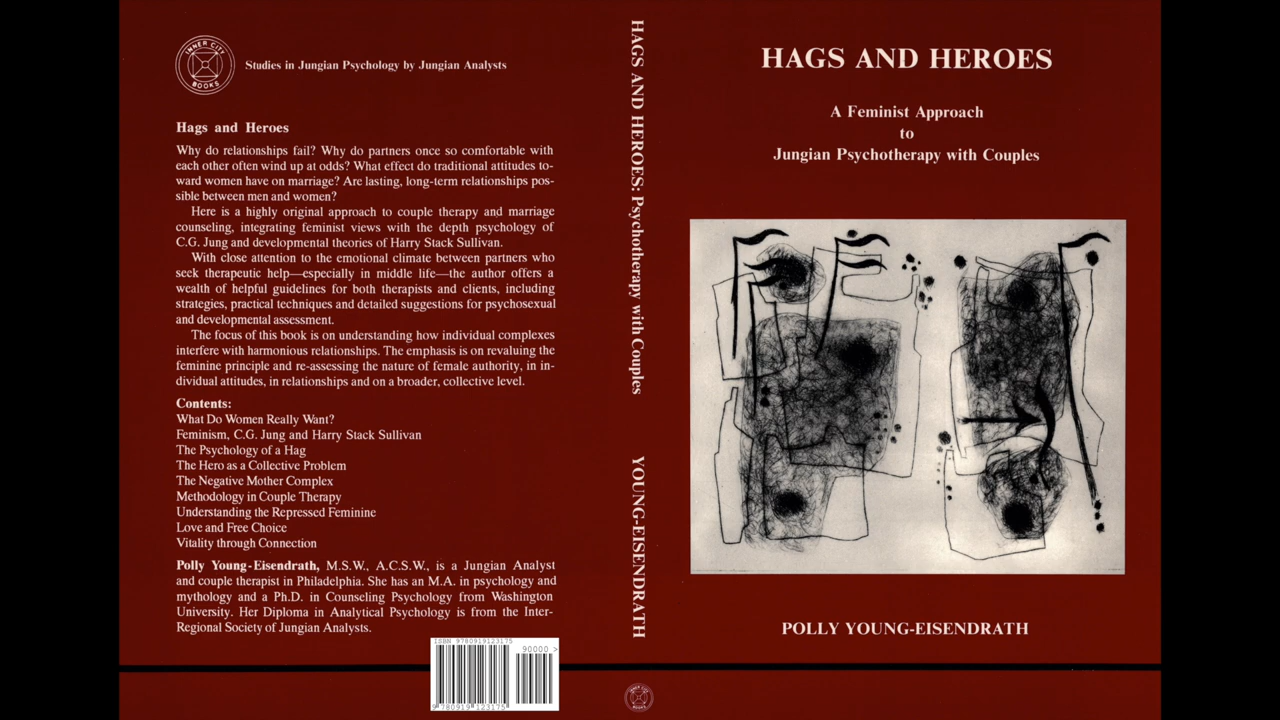 INNER CITY
BOOKS
Studies in Jungian Psychology by Jungian Analysts
Hags and Heroes
Why do relationships fail? Why do partners once so comfortable with
each other often wind up at odds? What effect do traditional attitudes to-
ward women have on marriage? Are lasting, long-term relationships pos-
sible between men and women?
Here is a highly original approach to couple therapy and marriage
counseling, integrating feminist views with the depth psychology of
C.G. Jung and developmental theories of Harry Stack Sullivan.
With close attention to the emotional climate between partners who
seek therapeutic help—especially in middle life—the author offers a
wealth of helpful guidelines for both therapists and clients, including
strategies, practical techniques and detailed suggestions for psychosexual
and developmental assessment.
The focus of this book is on understanding how individual complexes
interfere with harmonious relationships. The emphasis is on revaluing the
feminine principle and re-assessing the nature of female authority, in in-
dividual attitudes, in relationships and on a broader, collective level.
Contents:
What Do Women Really Want?
Feminism, C.G. Jung and Harry Stack Sullivan
The Psychology of a Hag
The Hero as a Collective Problem
The Negative Mother Complex
Methodology in Couple Therapy
Understanding the Repressed Feminine
Love and Free Choice
Vitality through Connection
Polly Young-Eisendrath, M.S.W., A.C.S.W., is a Jungian Analyst
and couple therapist in Philadelphia. She has an M.A. in psychology and
mythology and a Ph.D. in Counseling Psychology from Washington
University. Her Diploma in Analytical Psychology is from the Inter-
Regional Society of Jungian Analysts.
ISBN 9780919123175
90000 >
9 780919 123175
HAGS AND HEROES: Psychotherapy with Couples
YOUNG-EISENDRATH
INNER CITY
BOOKS
HAGS AND HEROES
A Feminist Approach
to
Jungian Psychotherapy with Couples
POLLY YOUNG-EISENDRATH